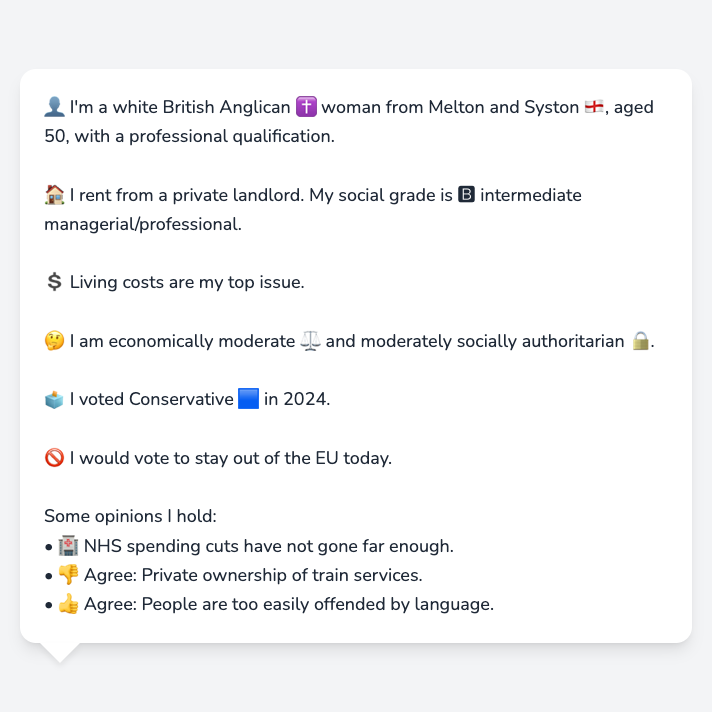 👤 I'm a white British Anglican ✝️ woman from Melton and Syston 🏴󠁧󠁢󠁥󠁮󠁧󠁿, aged
50, with a professional qualification.
🏠 I rent from a private landlord. My social grade is 🅱 intermediate
managerial/professional.
💲 Living costs are my top issue.
🤔 I am economically moderate ⚖️ and moderately socially authoritarian 🔒.
🗳️ I voted Conservative 🟦 in 2024.
🚫 I would vote to stay out of the EU today.
Some opinions I hold:
• 🏥 NHS spending cuts have not gone far enough.
• 👎 Agree: Private ownership of train services.
• 👍 Agree: People are too easily offended by language.